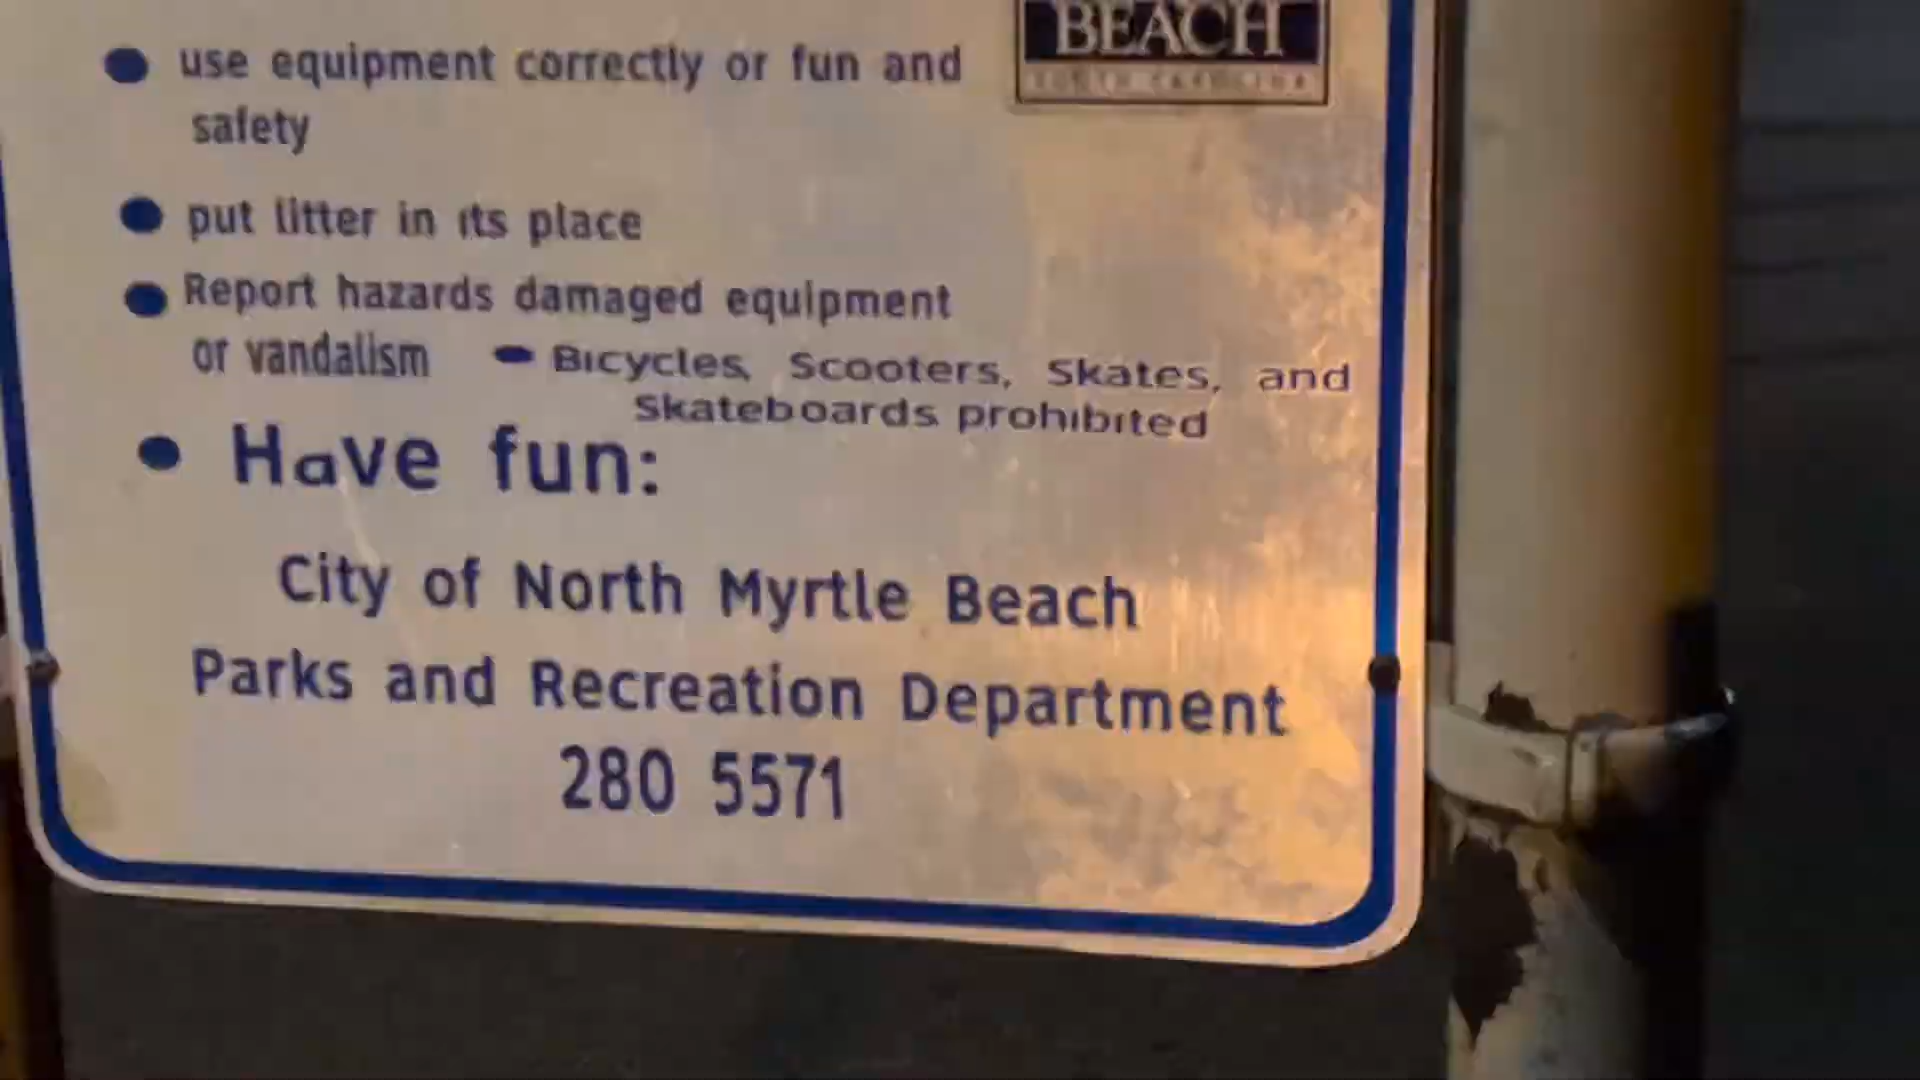 BEACH
SOUTH CAROLINA
use equipment correctly or fun and
safety
put litter in its place
Report hazards damaged equipment
or vandalism
Bicycles, Scooters, Skates, and
Skateboards prohibited
Have fun:
City of North Myrtle Beach
Parks and Recreation Department
280 5571